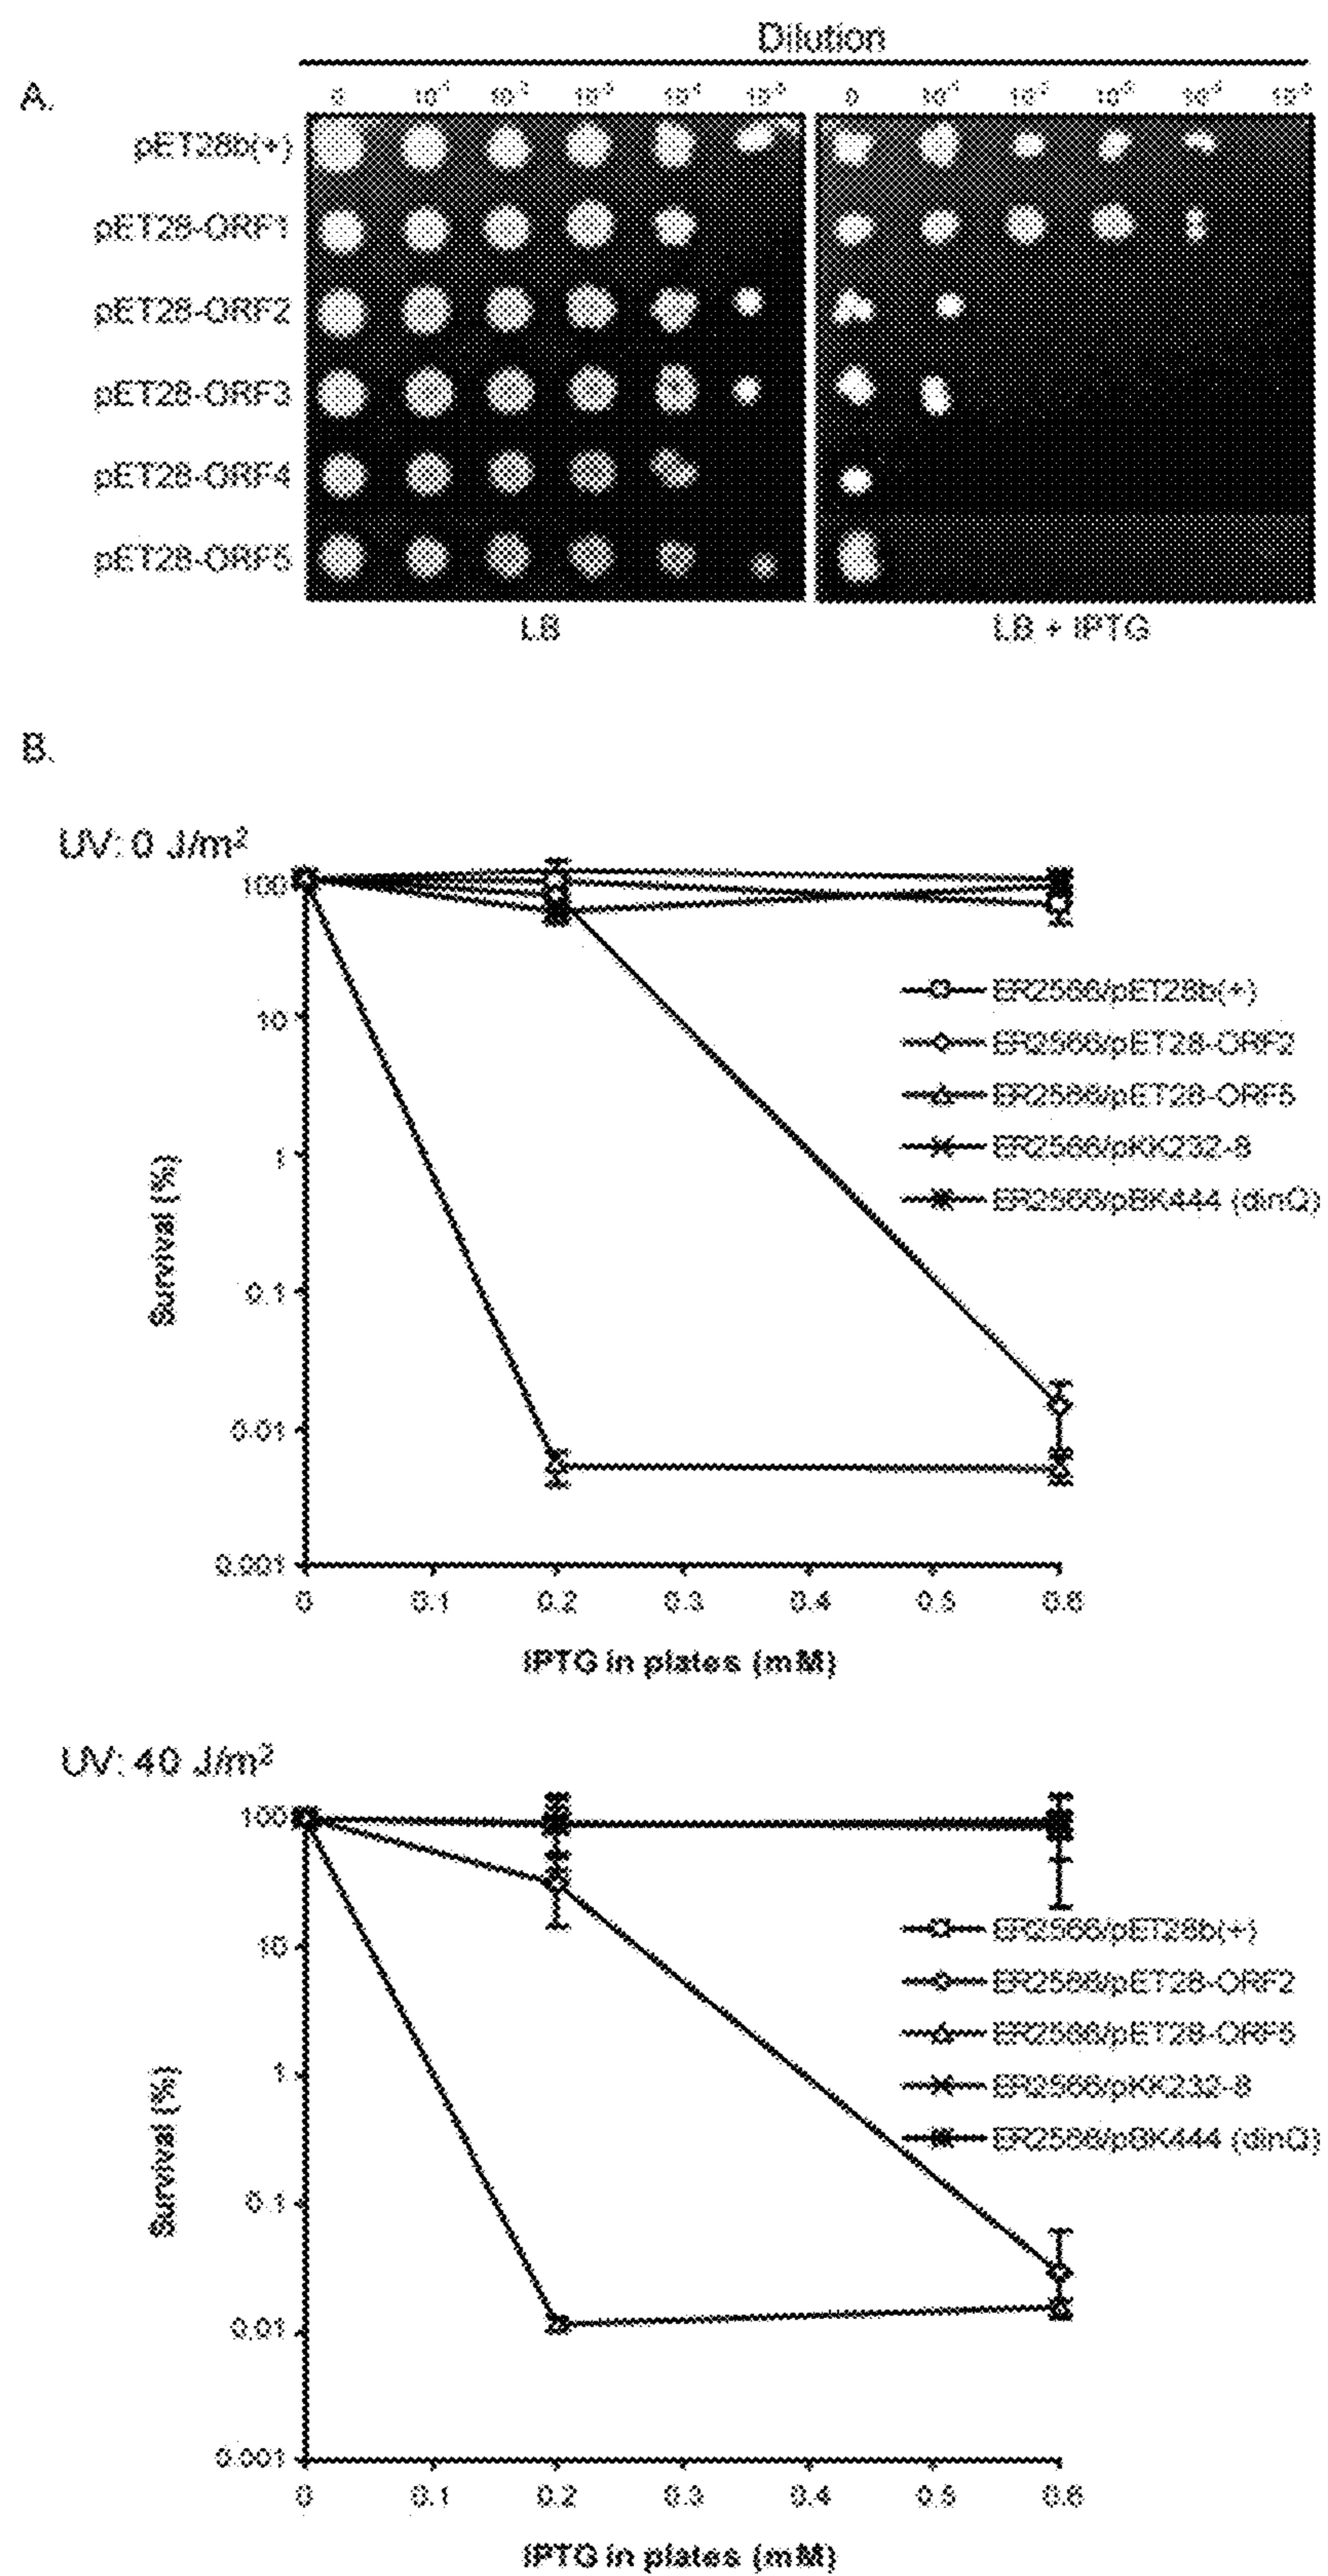 Dilution
A.
0 10⁻¹ 10⁻² 10⁻³ 10⁻⁴ 10⁻⁵ 0 10⁻¹ 10⁻²
pET28b(+)
pET28-ORF1
pET28-ORF2
pET28-ORF3
pET28-ORF4
pET28-ORF5
LB
LB + IPTG
B.
UV: 0 J/m²
100
10
1
0.1
0.01
0.001
Survival (%)
ER2566/pET28b(+)
ER2566/pET28-ORF2
ER2566/pET28-ORF5
ER2566/pKK232-8
ER2566/pBK444 (dinQ)
0 0.1 0.2 0.3 0.4 0.5 0.6
IPTG in plates (mM)
UV: 40 J/m²
100
10
1
0.1
0.01
0.001
Survival (%)
ER2566/pET28b(+)
ER2566/pET28-ORF2
ER2566/pET28-ORF5
ER2566/pKK232-8
ER2566/pBK444 (dinQ)
0 0.1 0.2 0.3 0.4 0.5 0.6
IPTG in plates (mM)